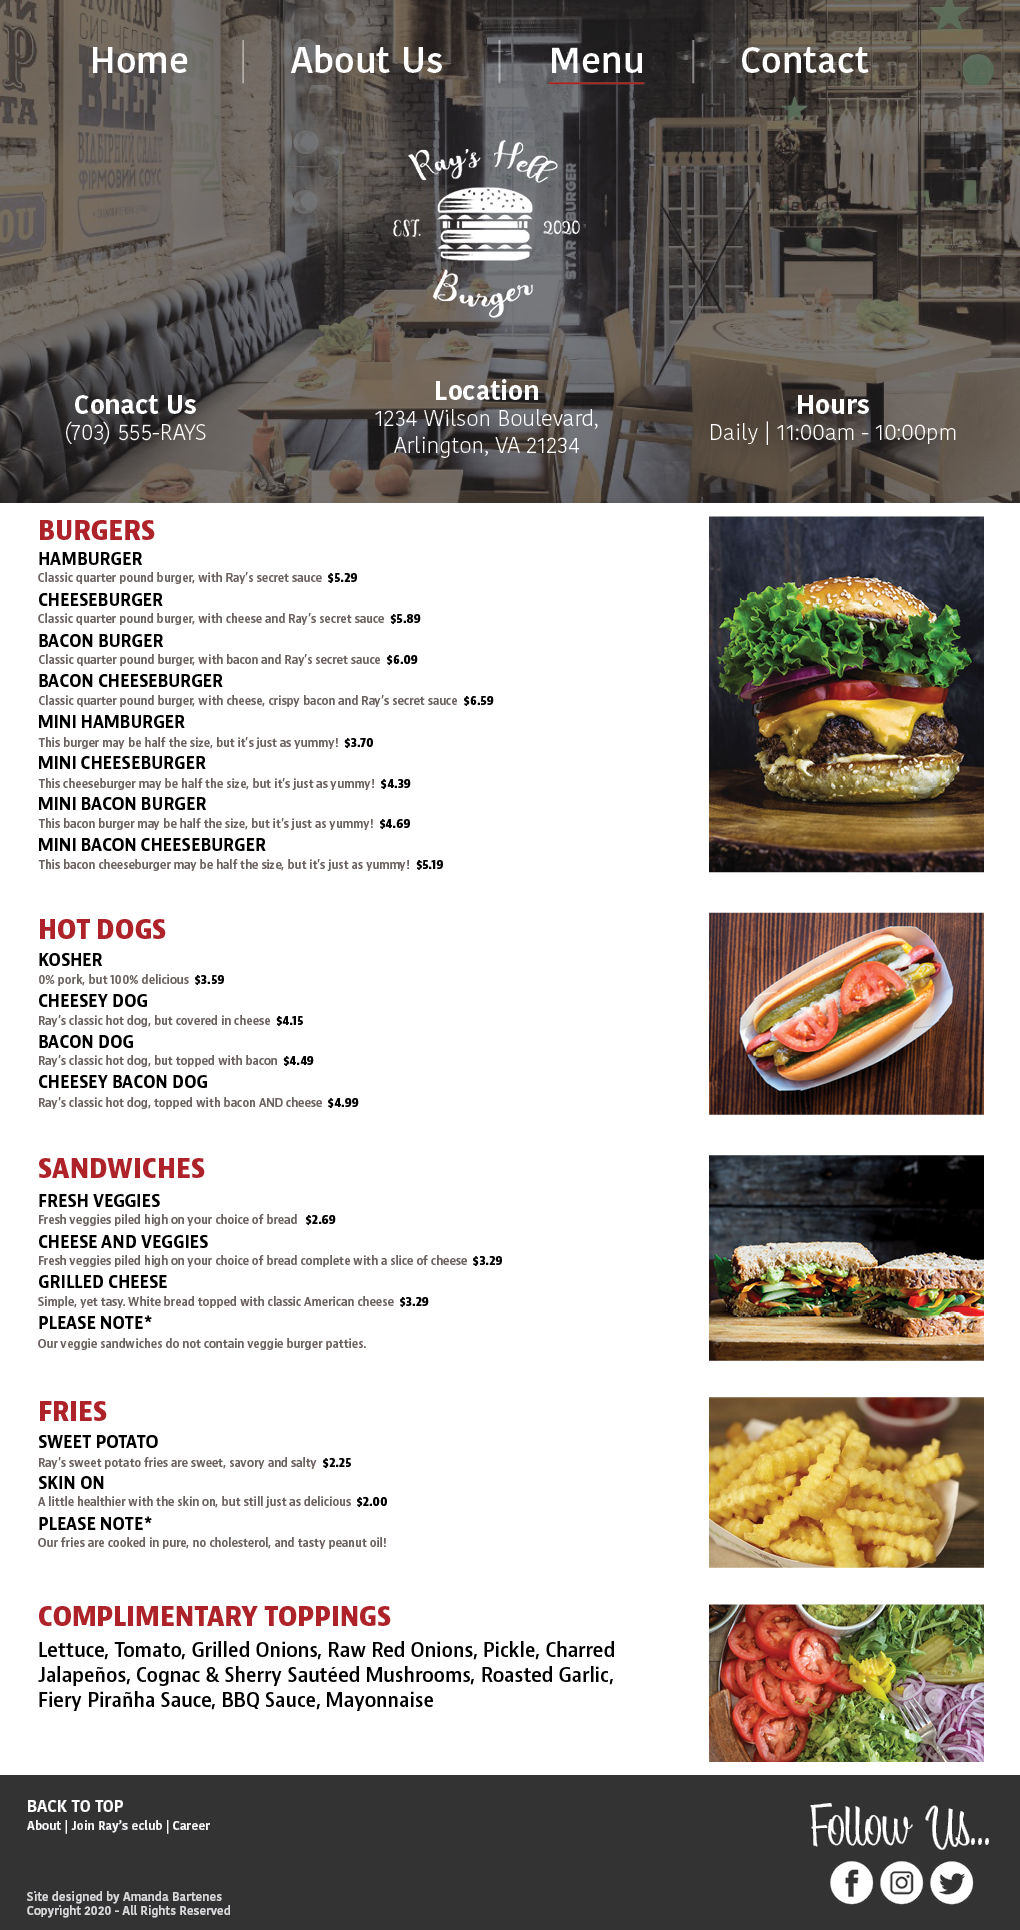 Home | About Us | Menu | Contact
BEEF
ФІРМОВИЙ СОУС
YOU
STAR BURGER
Ray's Hell
EST. 2020
Burger
Conact Us
(703) 555-RAYS
Location
1234 Wilson Boulevard,
Arlington, VA 21234
Hours
Daily | 11:00am - 10:00pm
BURGERS
HAMBURGER
Classic quarter pound burger, with Ray's secret sauce $5.29
CHEESEBURGER
Classic quarter pound burger, with cheese and Ray's secret sauce $5.89
BACON BURGER
Classic quarter pound burger, with bacon and Ray's secret sauce $6.09
BACON CHEESEBURGER
Classic quarter pound burger, with cheese, crispy bacon and Ray's secret sauce $6.59
MINI HAMBURGER
This burger may be half the size, but it's just as yummy! $3.70
MINI CHEESEBURGER
This cheeseburger may be half the size, but it's just as yummy! $4.39
MINI BACON BURGER
This bacon burger may be half the size, but it's just as yummy! $4.69
MINI BACON CHEESEBURGER
This bacon cheeseburger may be half the size, but it's just as yummy! $5.19
HOT DOGS
KOSHER
0% pork, but 100% delicious $3.59
CHEESEY DOG
Ray's classic hot dog, but covered in cheese $4.15
BACON DOG
Ray's classic hot dog, but topped with bacon $4.49
CHEESEY BACON DOG
Ray's classic hot dog, topped with bacon AND cheese $4.99
SANDWICHES
FRESH VEGGIES
Fresh veggies piled high on your choice of bread $2.69
CHEESE AND VEGGIES
Fresh veggies piled high on your choice of bread complete with a slice of cheese $3.29
GRILLED CHEESE
Simple, yet tasy. White bread topped with classic American cheese $3.29
PLEASE NOTE*
Our veggie sandwiches do not contain veggie burger patties.
FRIES
SWEET POTATO
Ray's sweet potato fries are sweet, savory and salty $2.25
SKIN ON
A little healthier with the skin on, but still just as delicious $2.00
PLEASE NOTE*
Our fries are cooked in pure, no cholesterol, and tasty peanut oil!
COMPLIMENTARY TOPPINGS
Lettuce, Tomato, Grilled Onions, Raw Red Onions, Pickle, Charred
Jalapeños, Cognac & Sherry Sautéed Mushrooms, Roasted Garlic,
Fiery Pirañha Sauce, BBQ Sauce, Mayonnaise
BACK TO TOP
About | Join Ray's eclub | Career
Follow Us...
Site designed by Amanda Bartenes
Copyright 2020 - All Rights Reserved